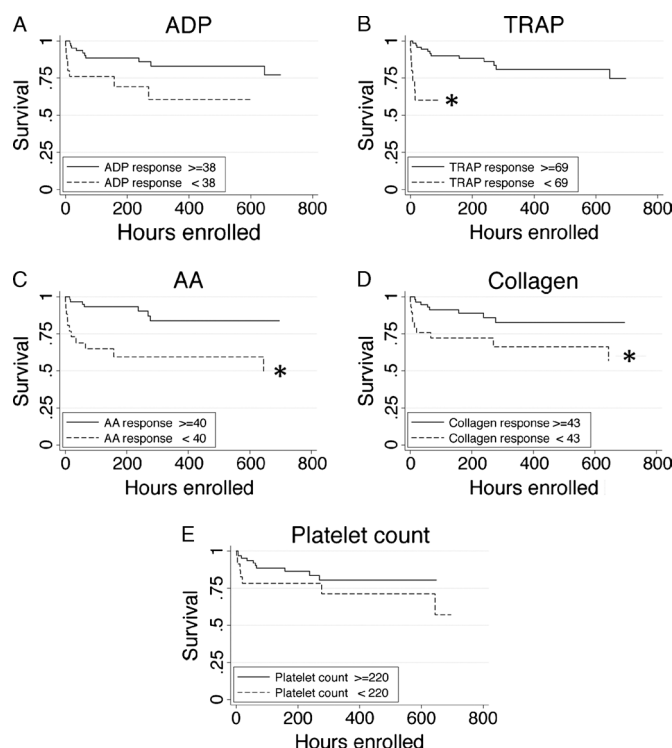 A
ADP
Survival
1
.75
.5
.25
0
ADP response >=38
ADP response < 38
0 200 400 600 800
Hours enrolled
B
TRAP
Survival
1
.75
.5
.25
0
*
TRAP response >=69
TRAP response < 69
0 200 400 600 800
Hours enrolled
C
AA
Survival
1
.75
.5
.25
0
*
AA response >=40
AA response < 40
0 200 400 600 800
Hours enrolled
D
Collagen
Survival
1
.75
.5
.25
0
*
Collagen response >=43
Collagen response < 43
0 200 400 600 800
Hours enrolled
E
Platelet count
Survival
1
.75
.5
.25
0
Platelet count >=220
Platelet count < 220
0 200 400 600 800
Hours enrolled